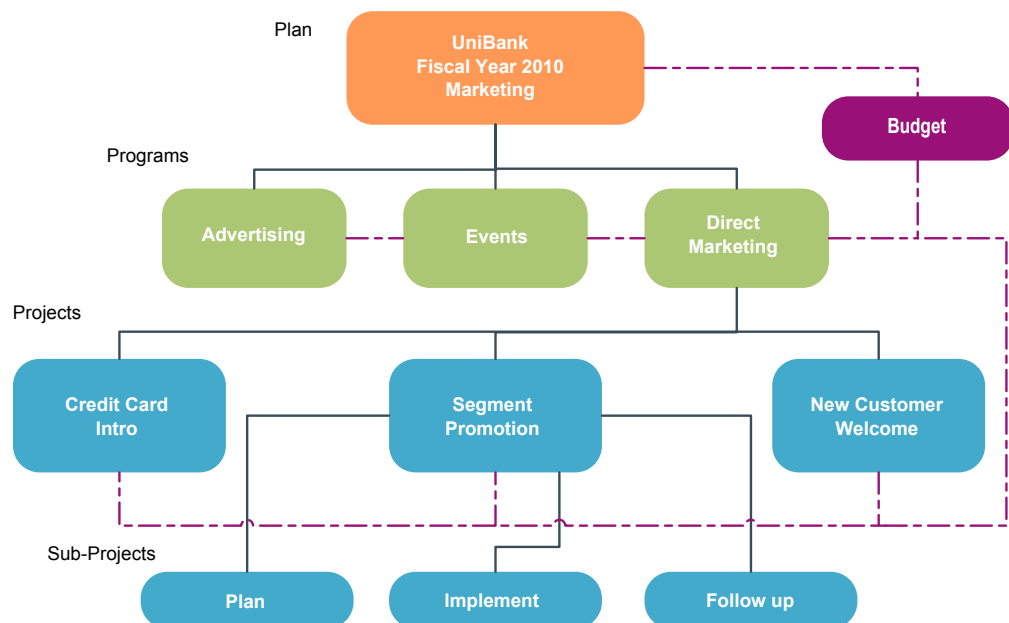 Plan
UniBank
Fiscal Year 2010
Marketing
Budget
Programs
Advertising
Events
Direct
Marketing
Projects
Credit Card
Intro
Segment
Promotion
New Customer
Welcome
Sub-Projects
Plan
Implement
Follow up